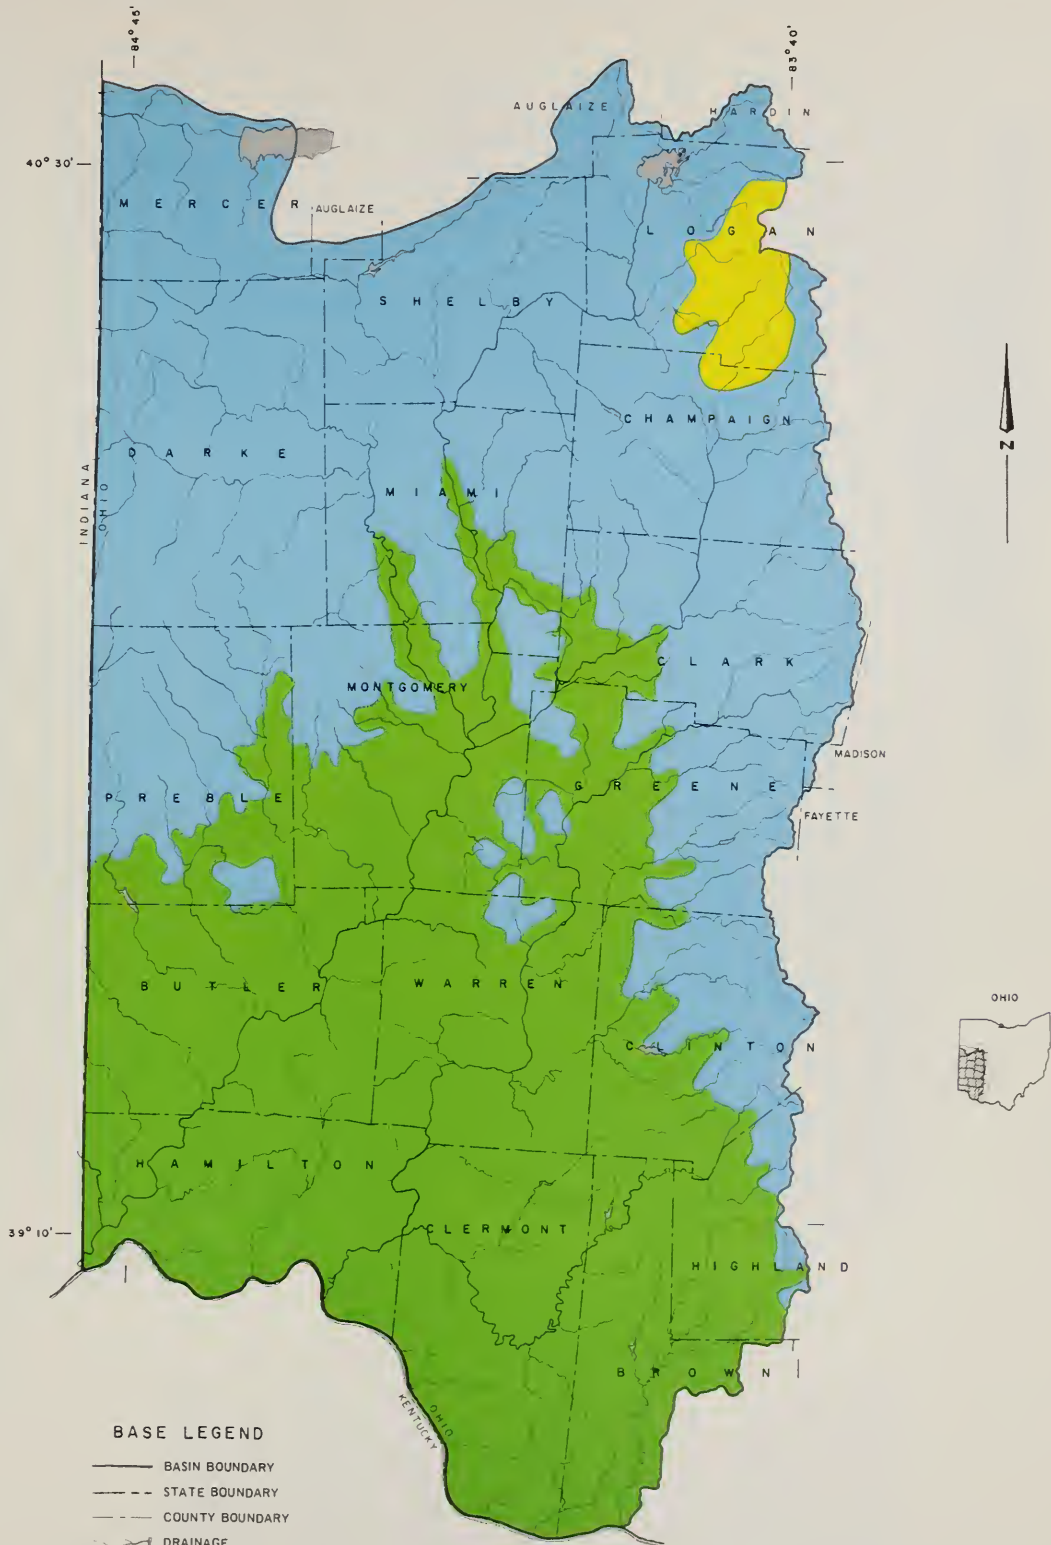 84° 45'
83° 40'
AUGLAIZE
HARDIN
40° 30'
MERCER
AUGLAIZE
LOGAN
SHELBY
CHAMPAIGN
N
DARKE
MIAMI
INDIANA
OHIO
CLARK
MONTGOMERY
MADISON
PREBLE
GREENE
FAYETTE
BUTLER
WARREN
OHIO
CLINTON
HAMILTON
39° 10'
CLERMONT
HIGHLAND
BROWN
OHIO
KENTUCKY
BASE LEGEND
BASIN BOUNDARY
STATE BOUNDARY
COUNTY BOUNDARY
DRAINAGE